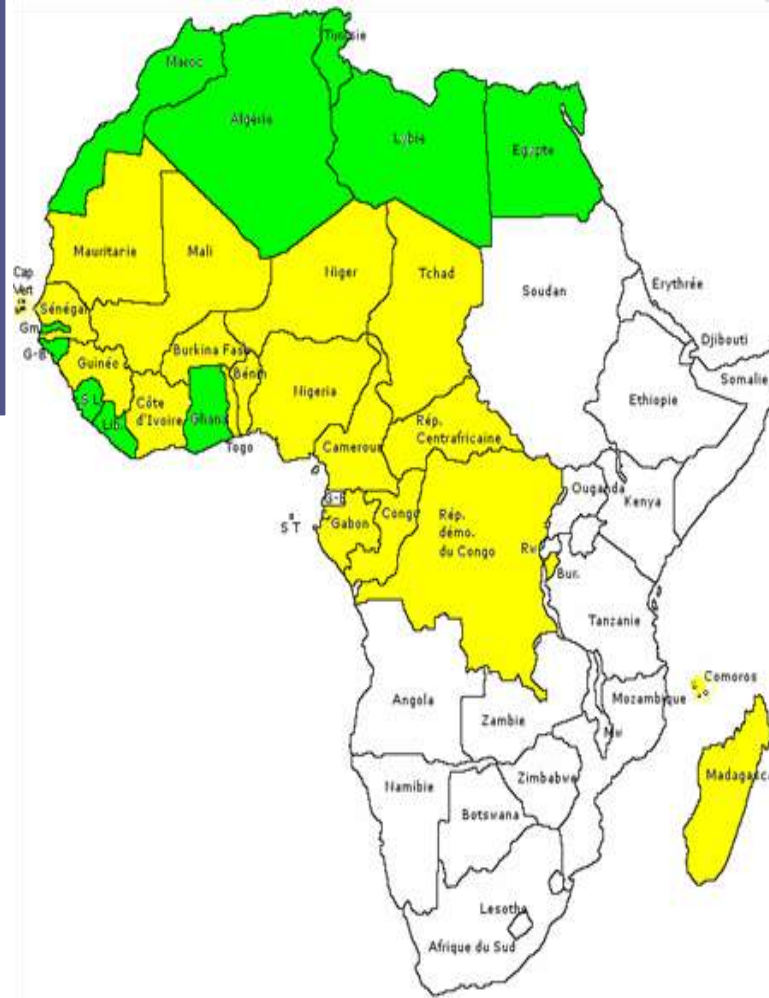 Tunisie
Maroc
Algérie
Lybie
Egypte
Mauritanie
Mali
Niger
Tchad
Soudan
Erythrée
Cap
Vert
Sénégal
Gm
G-B
Guinée
Burkina Faso
Bénin
Djibouti
Somalie
S L
Lib.
Côte
d'Ivoire
Ghana
Togo
Nigeria
Ethiopie
Cameroun
Rép.
Centrafricaine
G-E
S T
Gabon
Congo
Rép.
démo.
du Congo
Ouganda
Kenya
Rw
Bur.
Tanzanie
Comoros
Angola
Zambie
Mozambique
Mw
Madagasca
Namibie
Zimbabwe
Botswana
Lesotho
Afrique du Sud